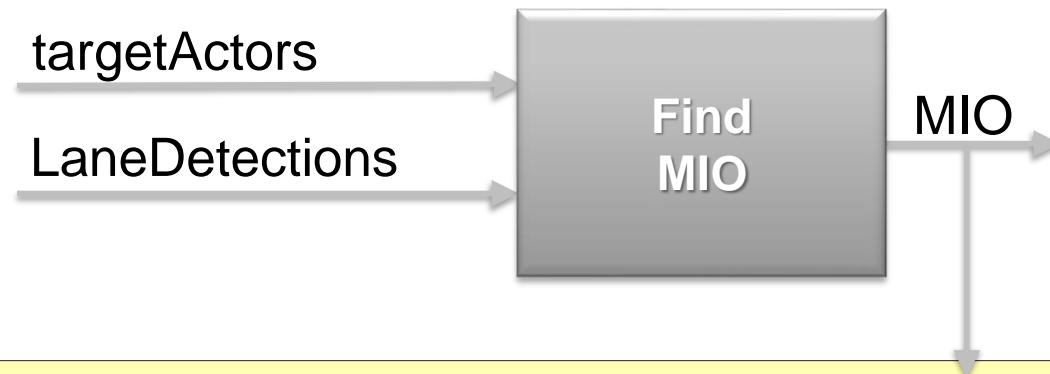 targetActors
LaneDetections
Find
MIO
MIO